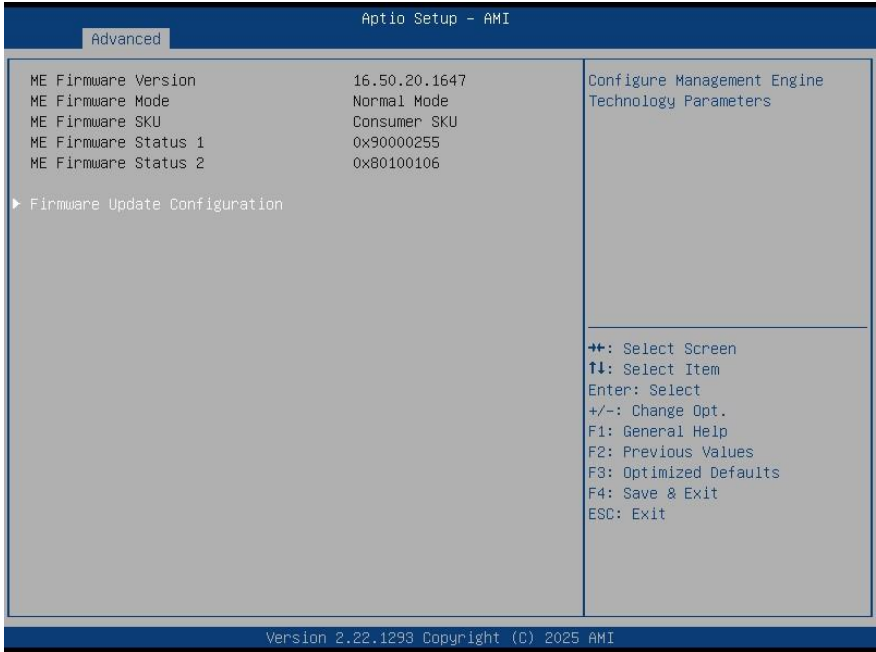 Aptio Setup – AMI
Advanced
ME Firmware Version 16.50.20.1647
ME Firmware Mode Normal Mode
ME Firmware SKU Consumer SKU
ME Firmware Status 1 0x90000255
ME Firmware Status 2 0x80100106
▶ Firmware Update Configuration
Configure Management Engine
Technology Parameters
→←: Select Screen
↑↓: Select Item
Enter: Select
+/-: Change Opt.
F1: General Help
F2: Previous Values
F3: Optimized Defaults
F4: Save & Exit
ESC: Exit
Version 2.22.1293 Copyright (C) 2025 AMI